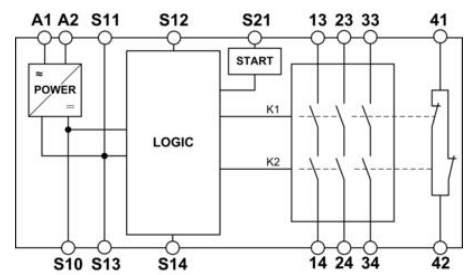 A1 A2 S11 S12 S21 13 23 33 41
START
≂
POWER
⎓
K1
LOGIC
K2
S10 S13 S14 14 24 34 42